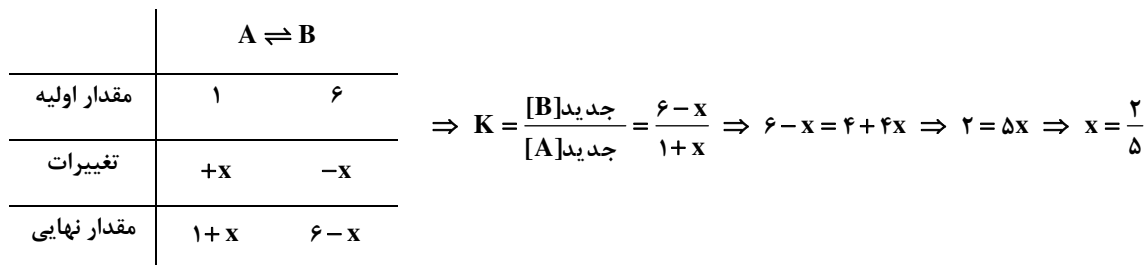 A ⇌ B
مقدار اولیه ۱ ۶
تغییرات +x −x
مقدار نهایی ۱+x ۶−x
⇒ K = [B]جدید / [A]جدید = (۶−x) / (۱+x) ⇒ ۶−x = ۴+۴x ⇒ ۲ = ۵x ⇒ x = ۲/۵